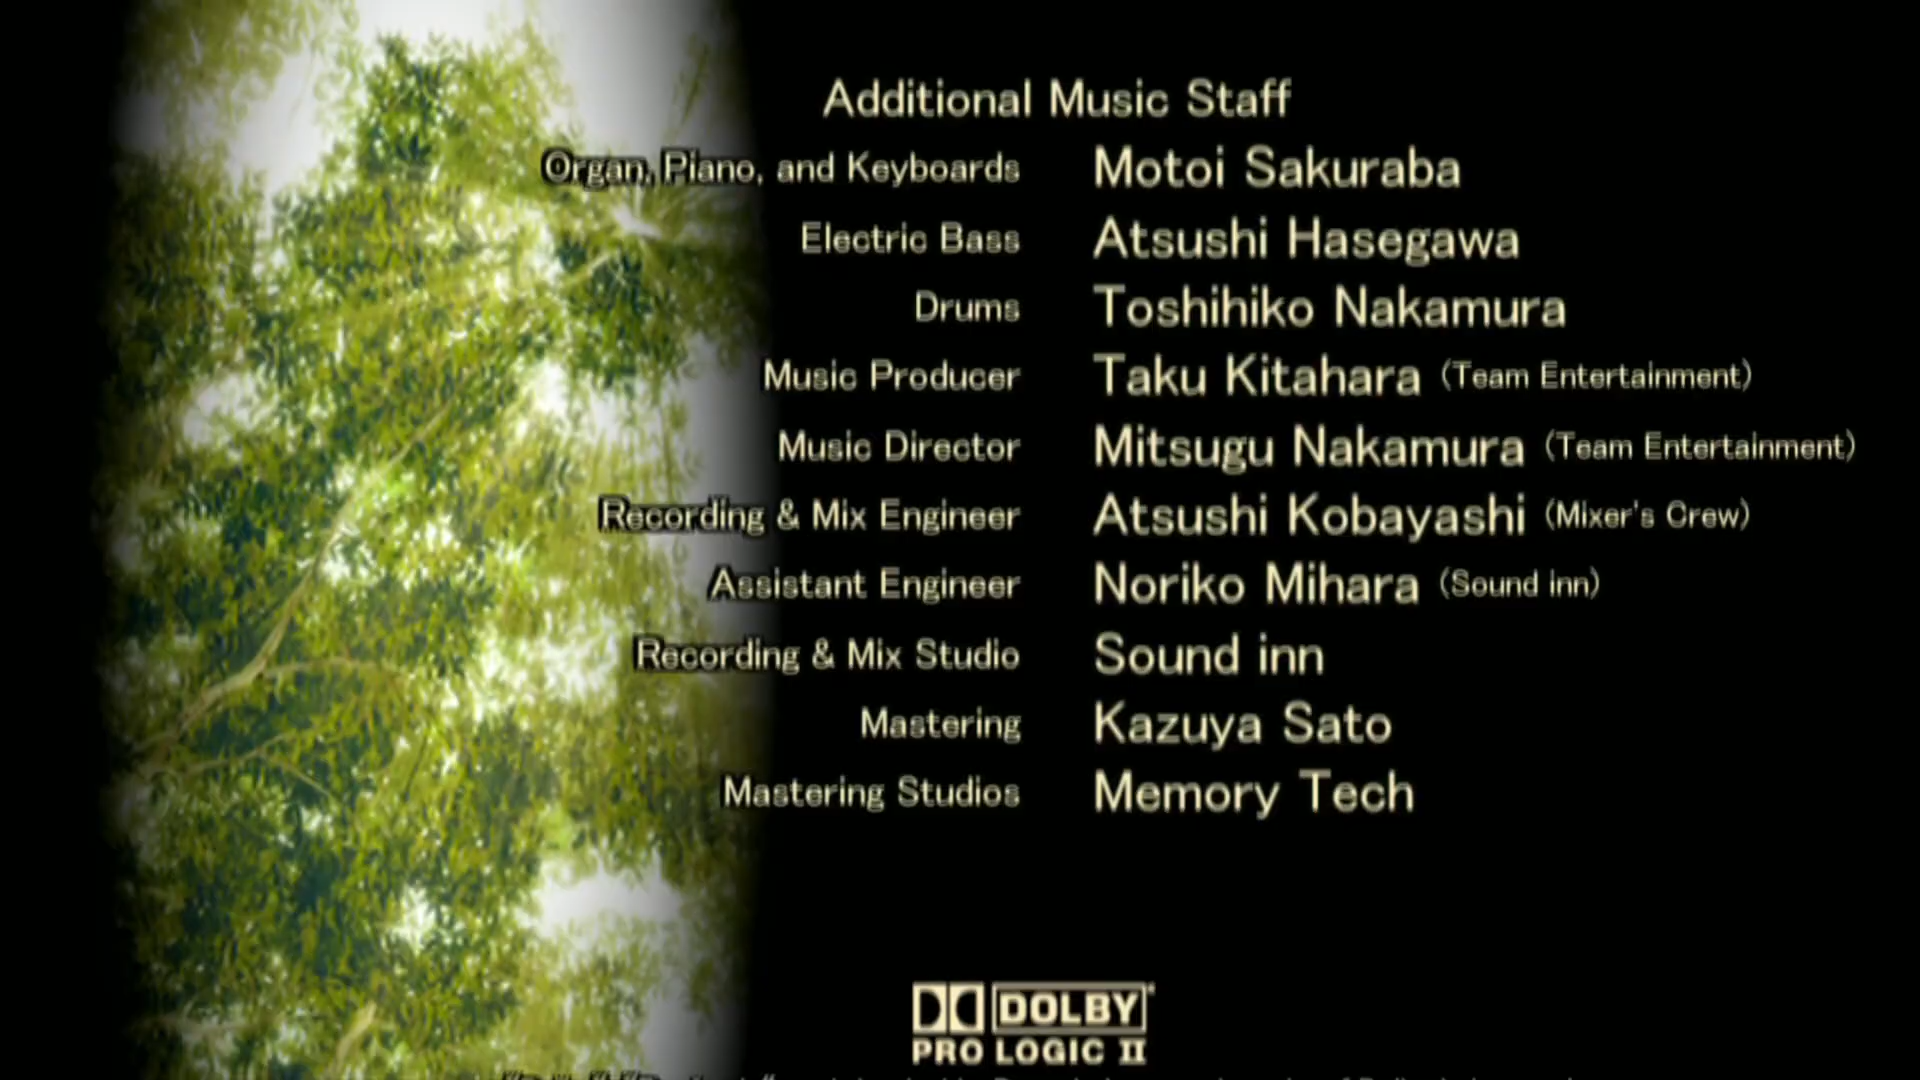 Additional Music Staff
Organ, Piano, and Keyboards Motoi Sakuraba
Electric Bass Atsushi Hasegawa
Drums Toshihiko Nakamura
Music Producer Taku Kitahara (Team Entertainment)
Music Director Mitsugu Nakamura (Team Entertainment)
Recording & Mix Engineer Atsushi Kobayashi (Mixer's Crew)
Assistant Engineer Noriko Mihara (Sound inn)
Recording & Mix Studio Sound inn
Mastering Kazuya Sato
Mastering Studios Memory Tech
DOLBY
PRO LOGIC II